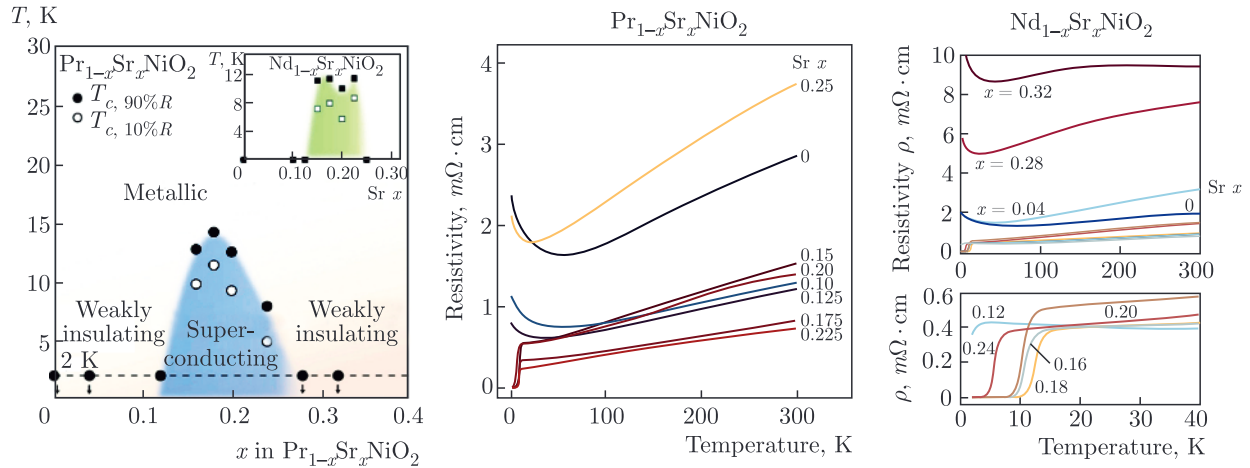 T, K
30
25
20
15
10
5
0
0
0.1
0.2
0.3
0.4
x in Pr1−xSrxNiO2
Pr1−xSrxNiO2
Tc, 90%R
Tc, 10%R
Metallic
Weakly
insulating
Super-
conducting
Weakly
insulating
2 K
T, K
Nd1−xSrxNiO2
12
8
4
0
0.10
0.20
0.30
Sr x
Pr1−xSrxNiO2
Resistivity, mΩ · cm
4
3
2
1
0
0
100
200
300
Temperature, K
Sr x
0.25
0
0.15
0.20
0.10
0.125
0.175
0.225
Nd1−xSrxNiO2
Resistivity ρ, mΩ · cm
10
8
6
4
2
0
0
100
200
300
x = 0.32
x = 0.28
x = 0.04
0
Sr x
ρ, mΩ · cm
0.6
0.4
0.2
0
0
10
20
30
40
0.12
0.20
0.24
0.16
0.18
Temperature, K